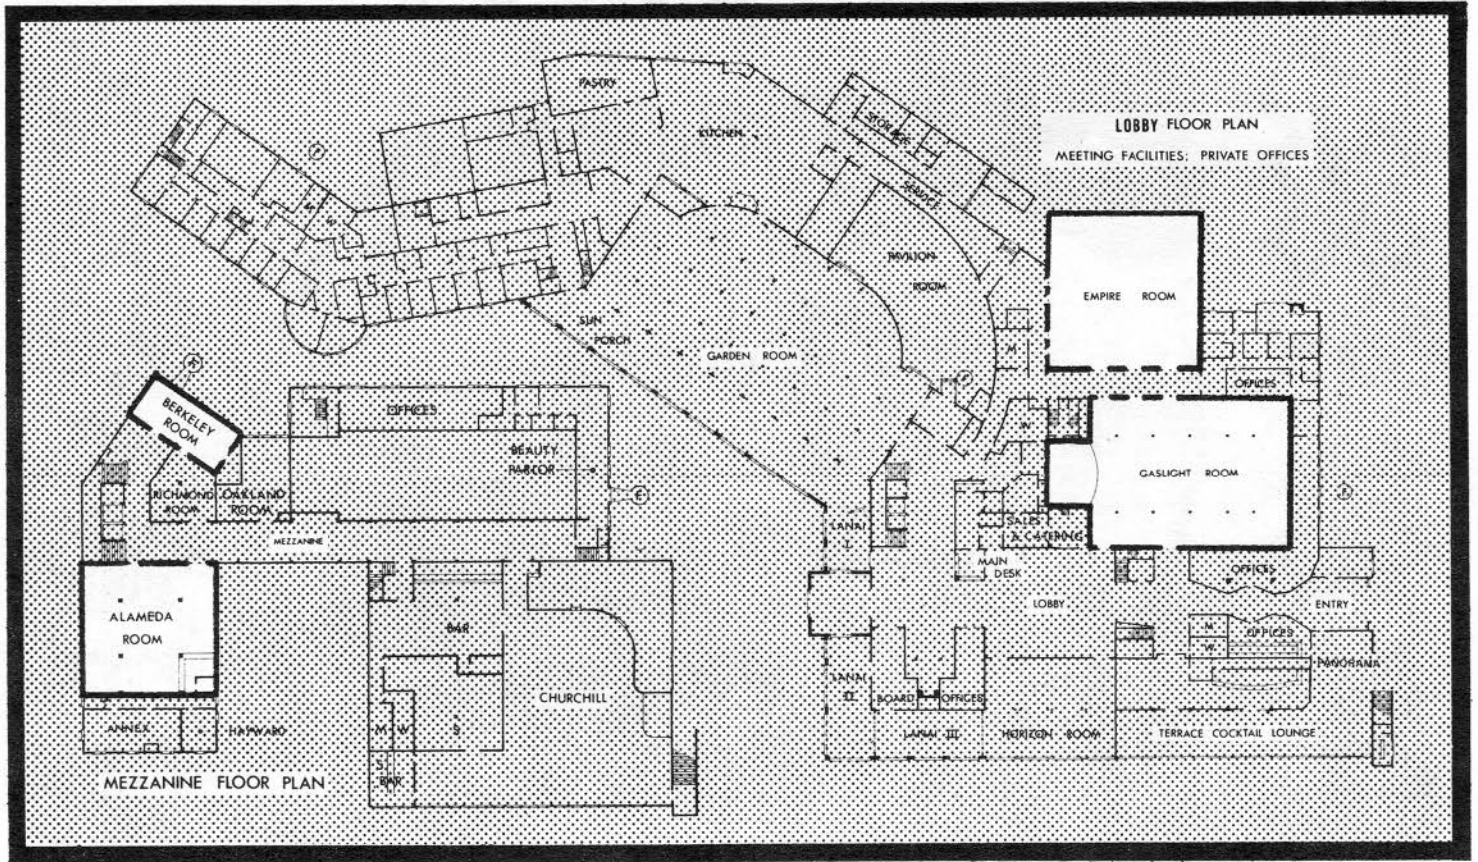 LOBBY FLOOR PLAN
MEETING FACILITIES: PRIVATE OFFICES
PASTRY
KITCHEN
STORAGE
SERVICE
M
W
PAVILION
ROOM
EMPIRE ROOM
SUN
PORCH
GARDEN ROOM
M
OFFICES
W
GASLIGHT ROOM
LANAI
I
SALES
& CATERING
MAIN
DESK
LOBBY
OFFICES
ENTRY
M
W
OFFICES
PANORAMA
LANAI
II
BOARD
OFFICES
LANAI III
HORIZON ROOM
TERRACE COCKTAIL LOUNGE
BERKELEY
ROOM
OFFICES
BEAUTY
PARLOR
RICHMOND
ROOM
OAKLAND
ROOM
MEZZANINE
ALAMEDA
ROOM
BAR
CHURCHILL
ANNEX
HAYWARD
M
W
S
S
BAR
MEZZANINE FLOOR PLAN